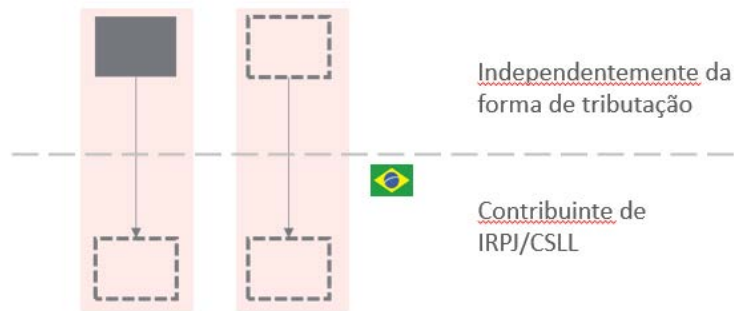 Independentemente da
forma de tributação
Contribuinte de
IRPJ/CSLL